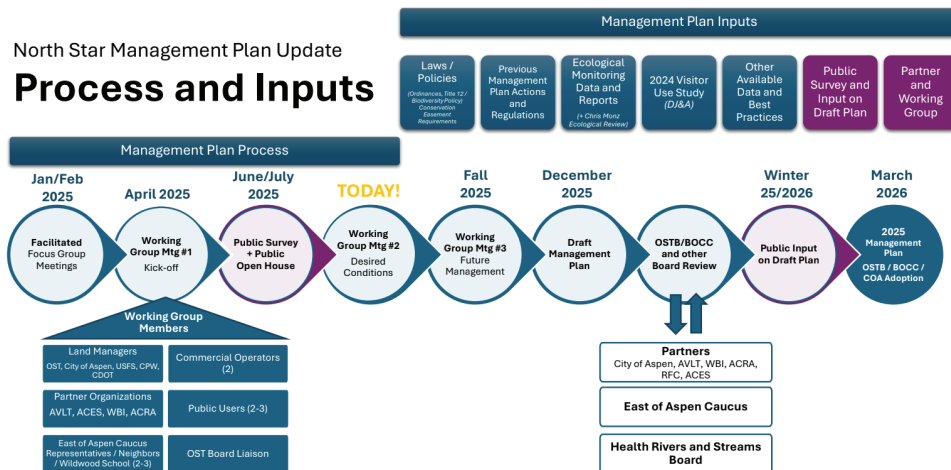 North Star Management Plan Update
Process and Inputs
Management Plan Inputs
Laws /
Policies
(Ordinances, Title 12 /
Biodiversity Policy)
Conservation
Easement
Requirements
Previous
Management
Plan Actions
and
Regulations
Ecological
Monitoring
Data and
Reports
(+ Chris Monz
Ecological Review)
2024 Visitor
Use Study
(DJ&A)
Other
Available
Data and
Best
Practices
Public
Survey and
Input on
Draft Plan
Partner
and
Working
Group
Management Plan Process
Jan/Feb
2025
Facilitated
Focus Group
Meetings
April 2025
Working
Group Mtg #1
Kick-off
June/July
2025
Public Survey
+ Public
Open House
TODAY!
Working
Group Mtg #2
Desired
Conditions
Fall
2025
Working
Group Mtg #3
Future
Management
December
2025
Draft
Management
Plan
OSTB/BOCC
and other
Board Review
Winter
25/2026
Public Input
on Draft Plan
March
2026
2025
Management
Plan
OSTB / BOCC /
COA Adoption
Working Group
Members
Land Managers
OST, City of Aspen, USFS, CPW,
CDOT
Commercial Operators
(2)
Partner Organizations
AVLT, ACES, WBI, ACRA
Public Users (2-3)
East of Aspen Caucus
Representatives / Neighbors
/ Wildwood School (2-3)
OST Board Liaison
Partners
City of Aspen, AVLT, WBI, ACRA,
RFC, ACES
East of Aspen Caucus
Health Rivers and Streams
Board